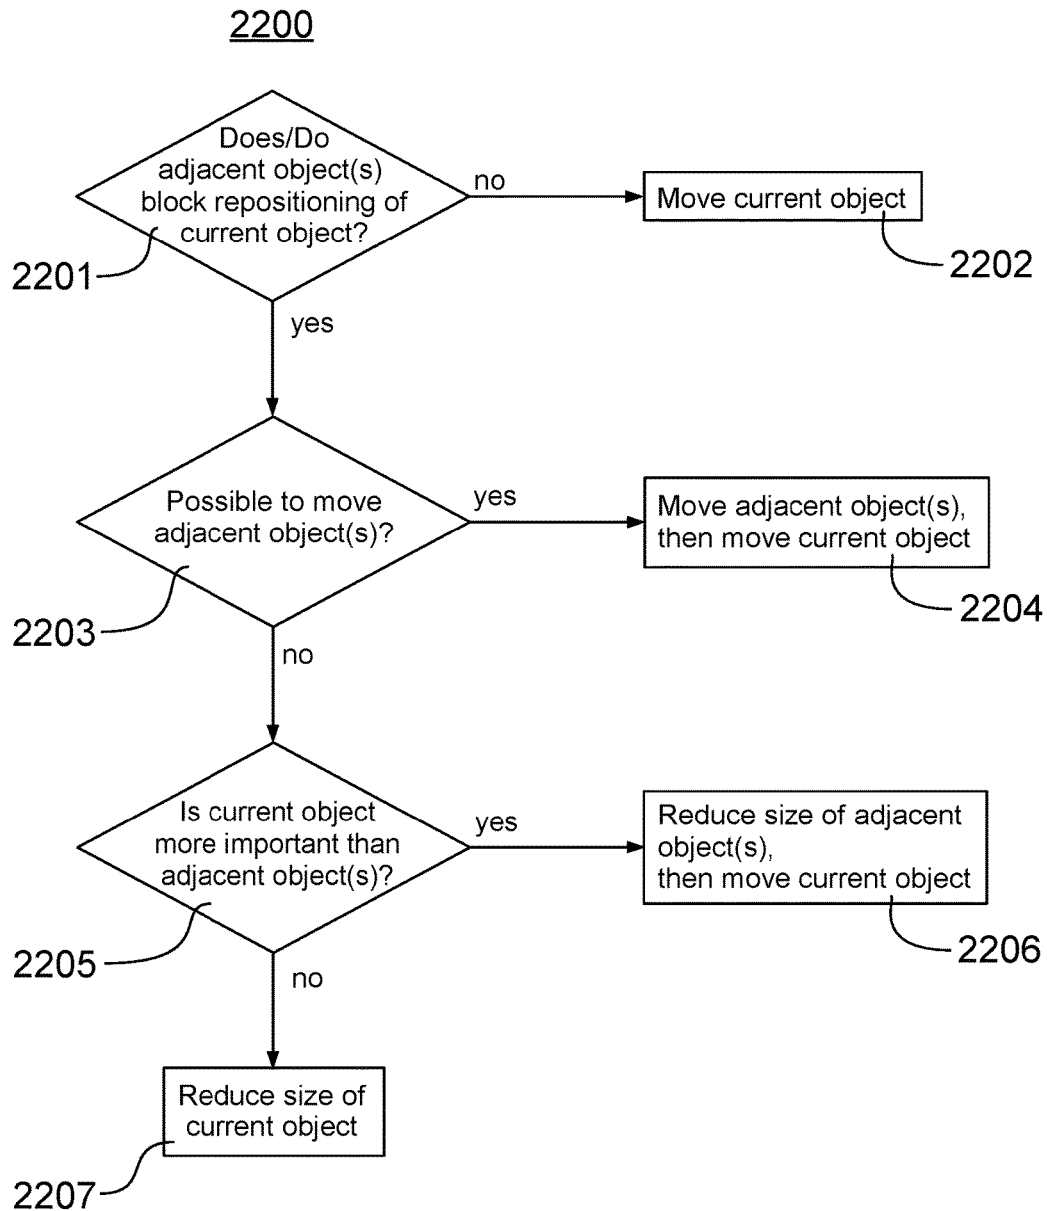 2200
Does/Do
adjacent object(s)
block repositioning of
current object?
no
Move current object
2201
2202
yes
Possible to move
adjacent object(s)?
yes
Move adjacent object(s),
then move current object
2203
2204
no
Is current object
more important than
adjacent object(s)?
yes
Reduce size of adjacent
object(s),
then move current object
2205
2206
no
Reduce size of
current object
2207